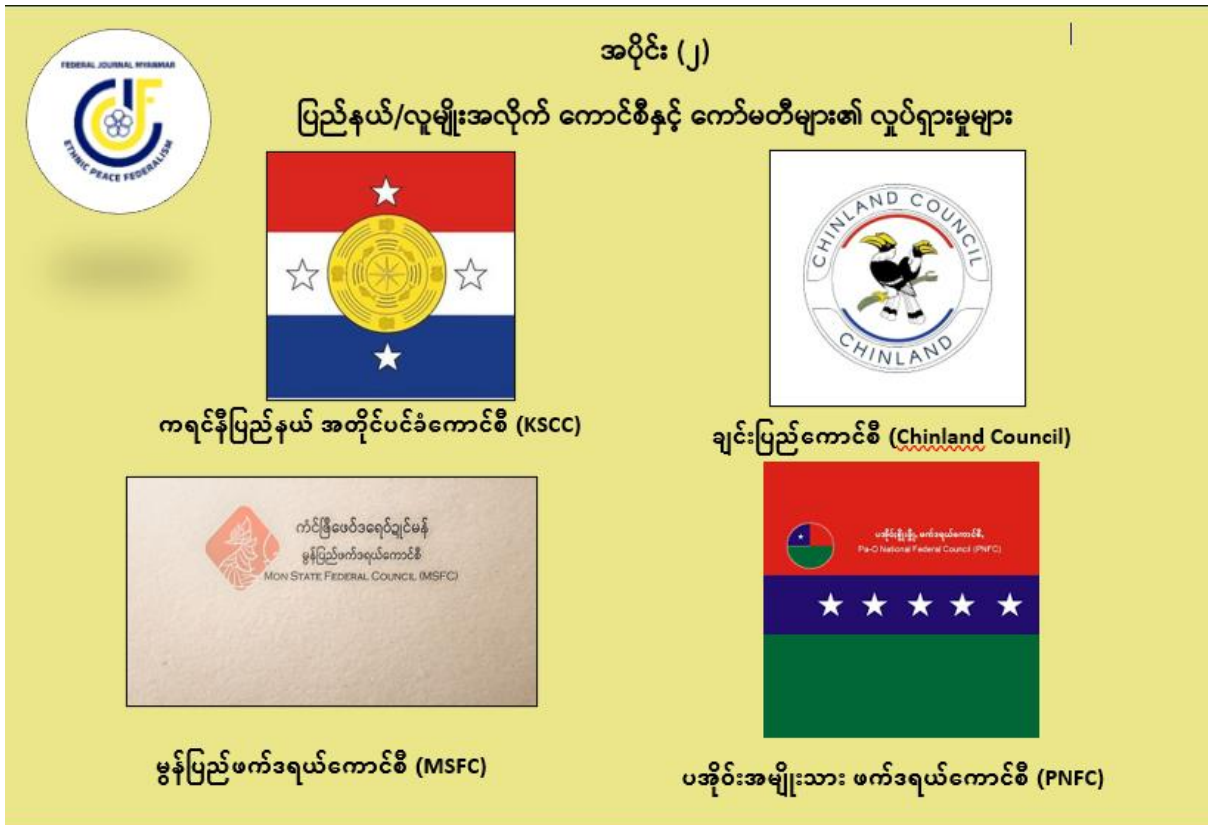 အပိုင်း (၂)
ပြည်နယ်/လူမျိုးအလိုက် ကောင်စီနှင့် ကော်မတီများ၏ လှုပ်ရှားမှုများ
FEDERAL JOURNAL MYANMAR
ETHNIC PEACE FEDERALISM
CHINLAND COUNCIL
CHINLAND
ကရင်နီပြည်နယ် အတိုင်ပင်ခံကောင်စီ (KSCC)
ချင်းပြည်ကောင်စီ (Chinland Council)
မွန်ပြည်ဖက်ဒရယ်ကောင်စီ
MON STATE FEDERAL COUNCIL (MSFC)
Pa-O National Federal Council (PNFC)
မွန်ပြည်ဖက်ဒရယ်ကောင်စီ (MSFC)
ပအိုဝ်းအမျိုးသား ဖက်ဒရယ်ကောင်စီ (PNFC)